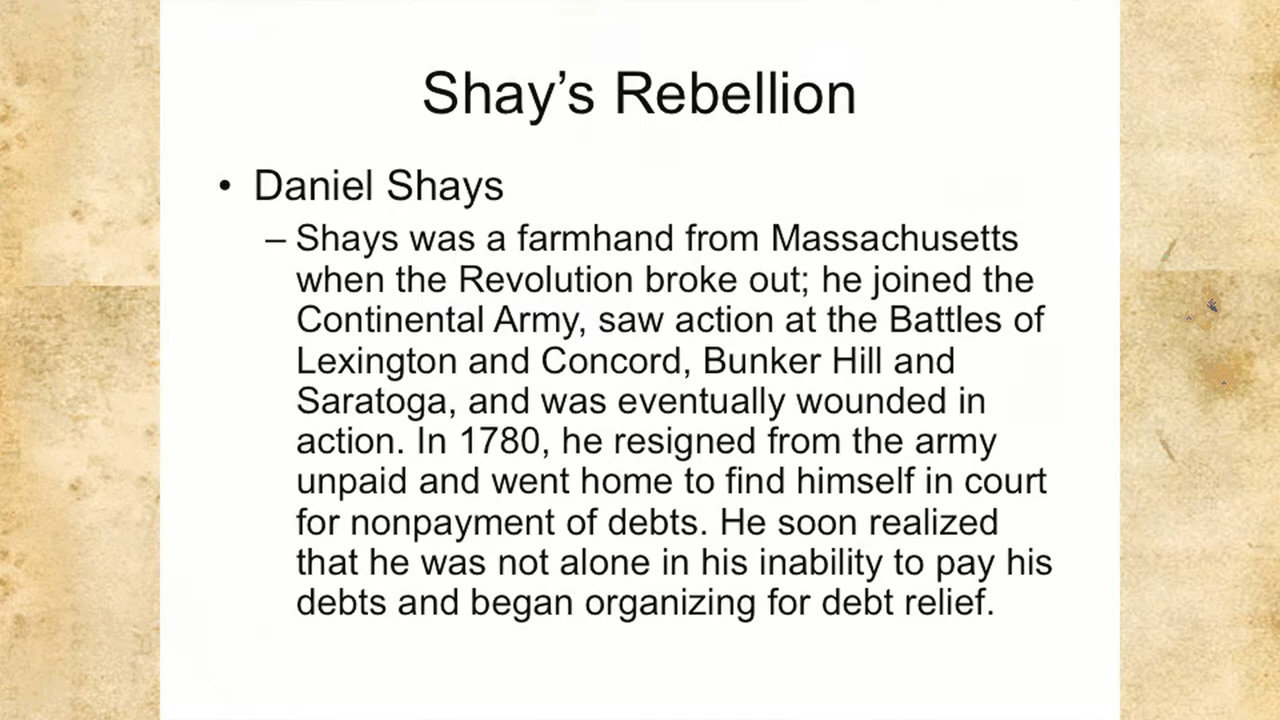 Shay’s Rebellion
• Daniel Shays
– Shays was a farmhand from Massachusetts
when the Revolution broke out; he joined the
Continental Army, saw action at the Battles of
Lexington and Concord, Bunker Hill and
Saratoga, and was eventually wounded in
action. In 1780, he resigned from the army
unpaid and went home to find himself in court
for nonpayment of debts. He soon realized
that he was not alone in his inability to pay his
debts and began organizing for debt relief.